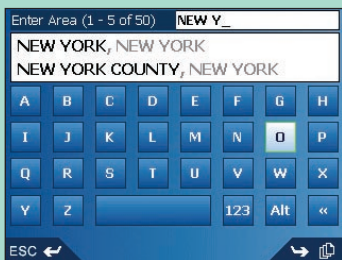 Enter Area (1 - 5 of 50) NEW Y_
NEW YORK, NEW YORK
NEW YORK COUNTY, NEW YORK
A B C D E F G H
I J K L M N O P
Q R S T U V W X
Y Z 123 Alt «
ESC